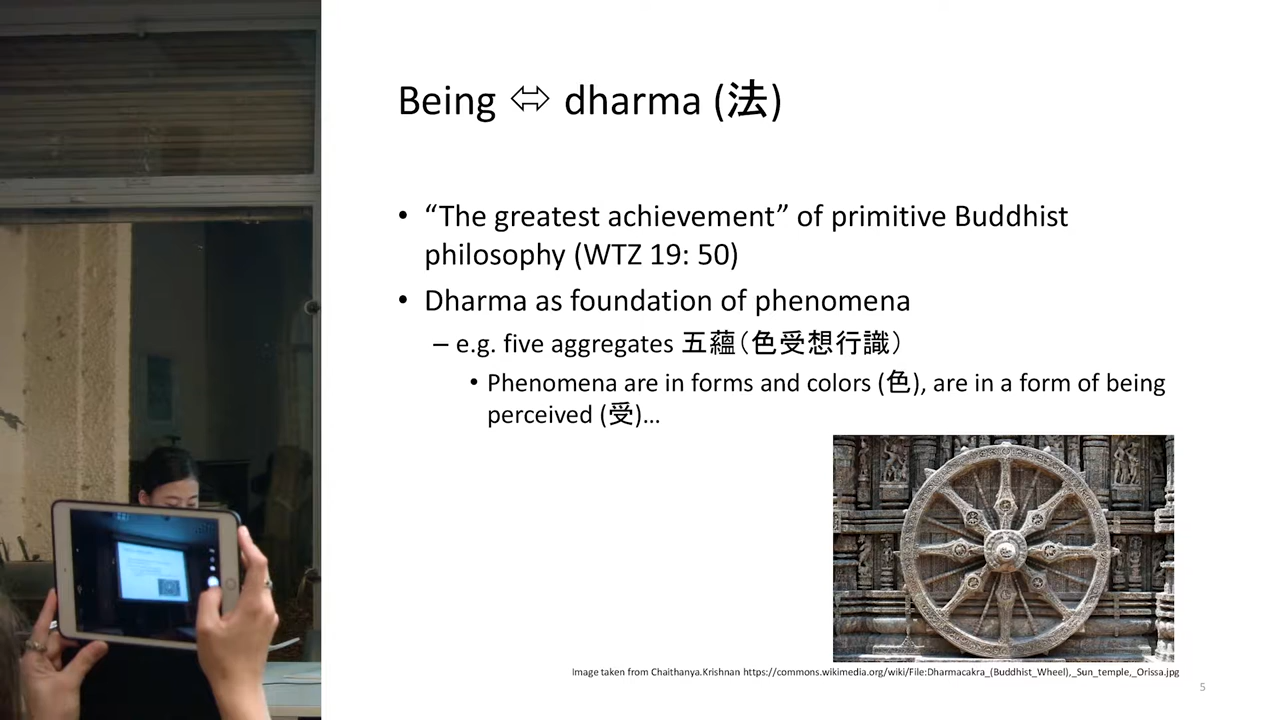 Being ⬄ dharma (法)
• “The greatest achievement” of primitive Buddhist
philosophy (WTZ 19: 50)
• Dharma as foundation of phenomena
– e.g. five aggregates 五蘊（色受想行識）
• Phenomena are in forms and colors (色), are in a form of being
perceived (受)…
Image taken from Chaithanya.Krishnan https://commons.wikimedia.org/wiki/File:Dharmacakra_(Buddhist_Wheel),_Sun_temple,_Orissa.jpg
5